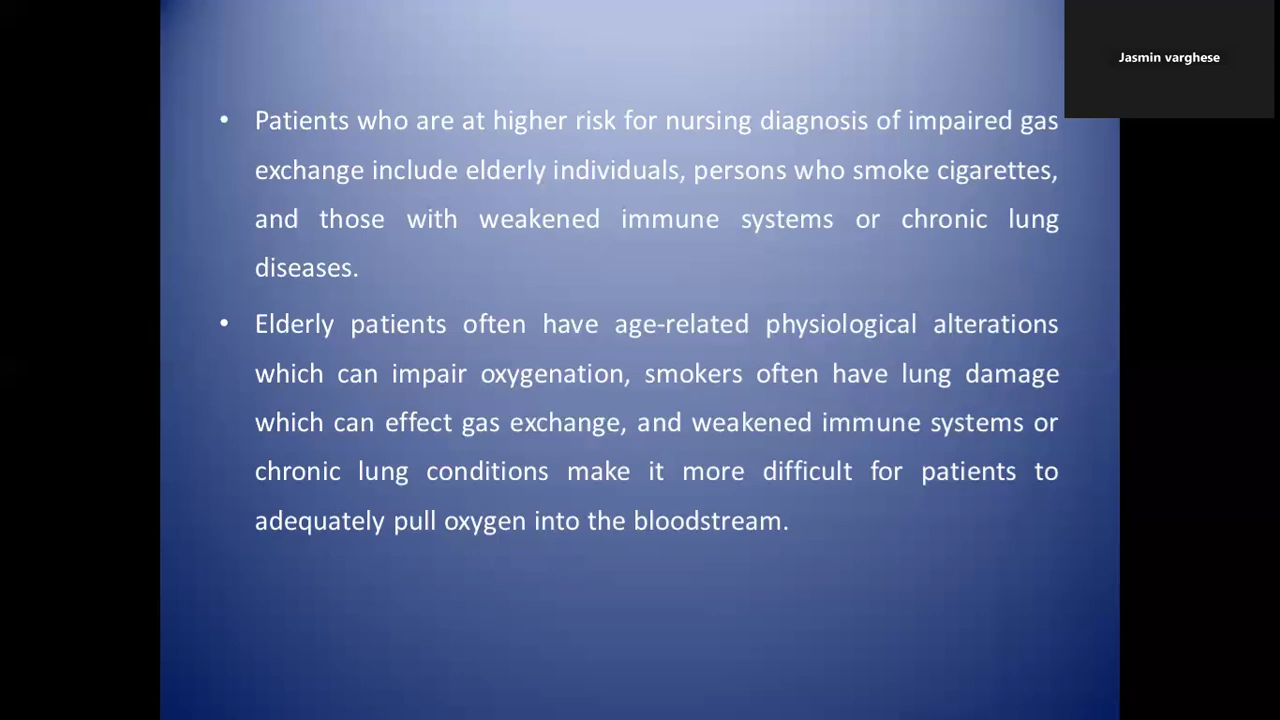 Jasmin varghese
• Patients who are at higher risk for nursing diagnosis of impaired gas
exchange include elderly individuals, persons who smoke cigarettes,
and those with weakened immune systems or chronic lung
diseases.
• Elderly patients often have age-related physiological alterations
which can impair oxygenation, smokers often have lung damage
which can effect gas exchange, and weakened immune systems or
chronic lung conditions make it more difficult for patients to
adequately pull oxygen into the bloodstream.